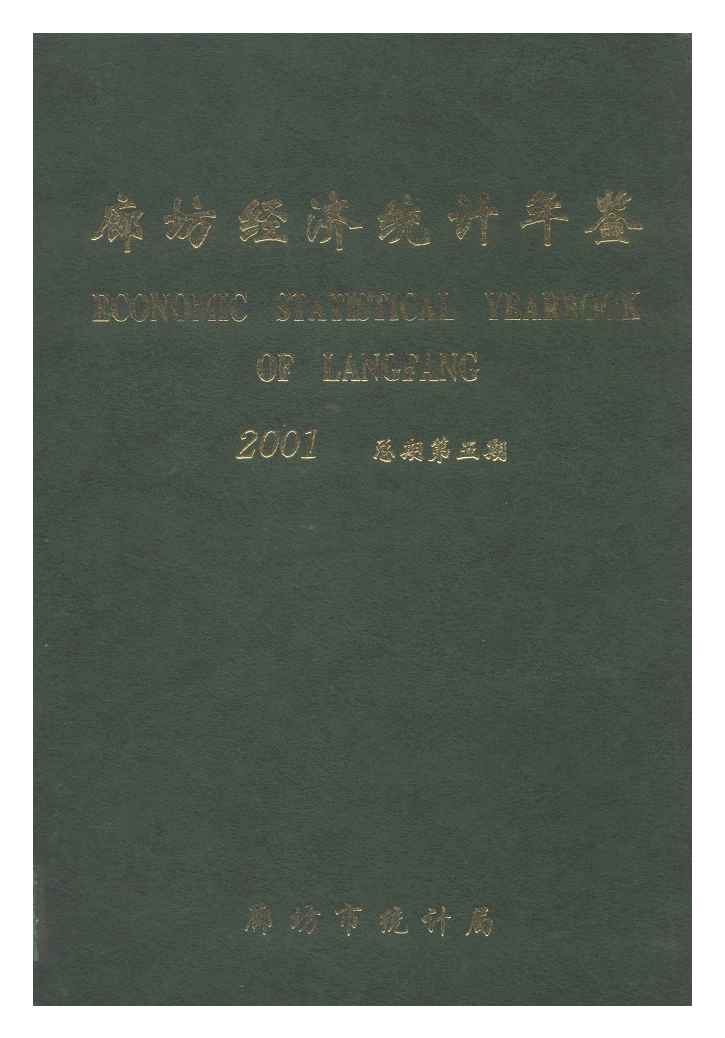 廊坊经济统计年鉴
ECONOMIC STATISTICAL YEARBOOK
OF LANGFANG
2001 总期第五期
廊坊市统计局